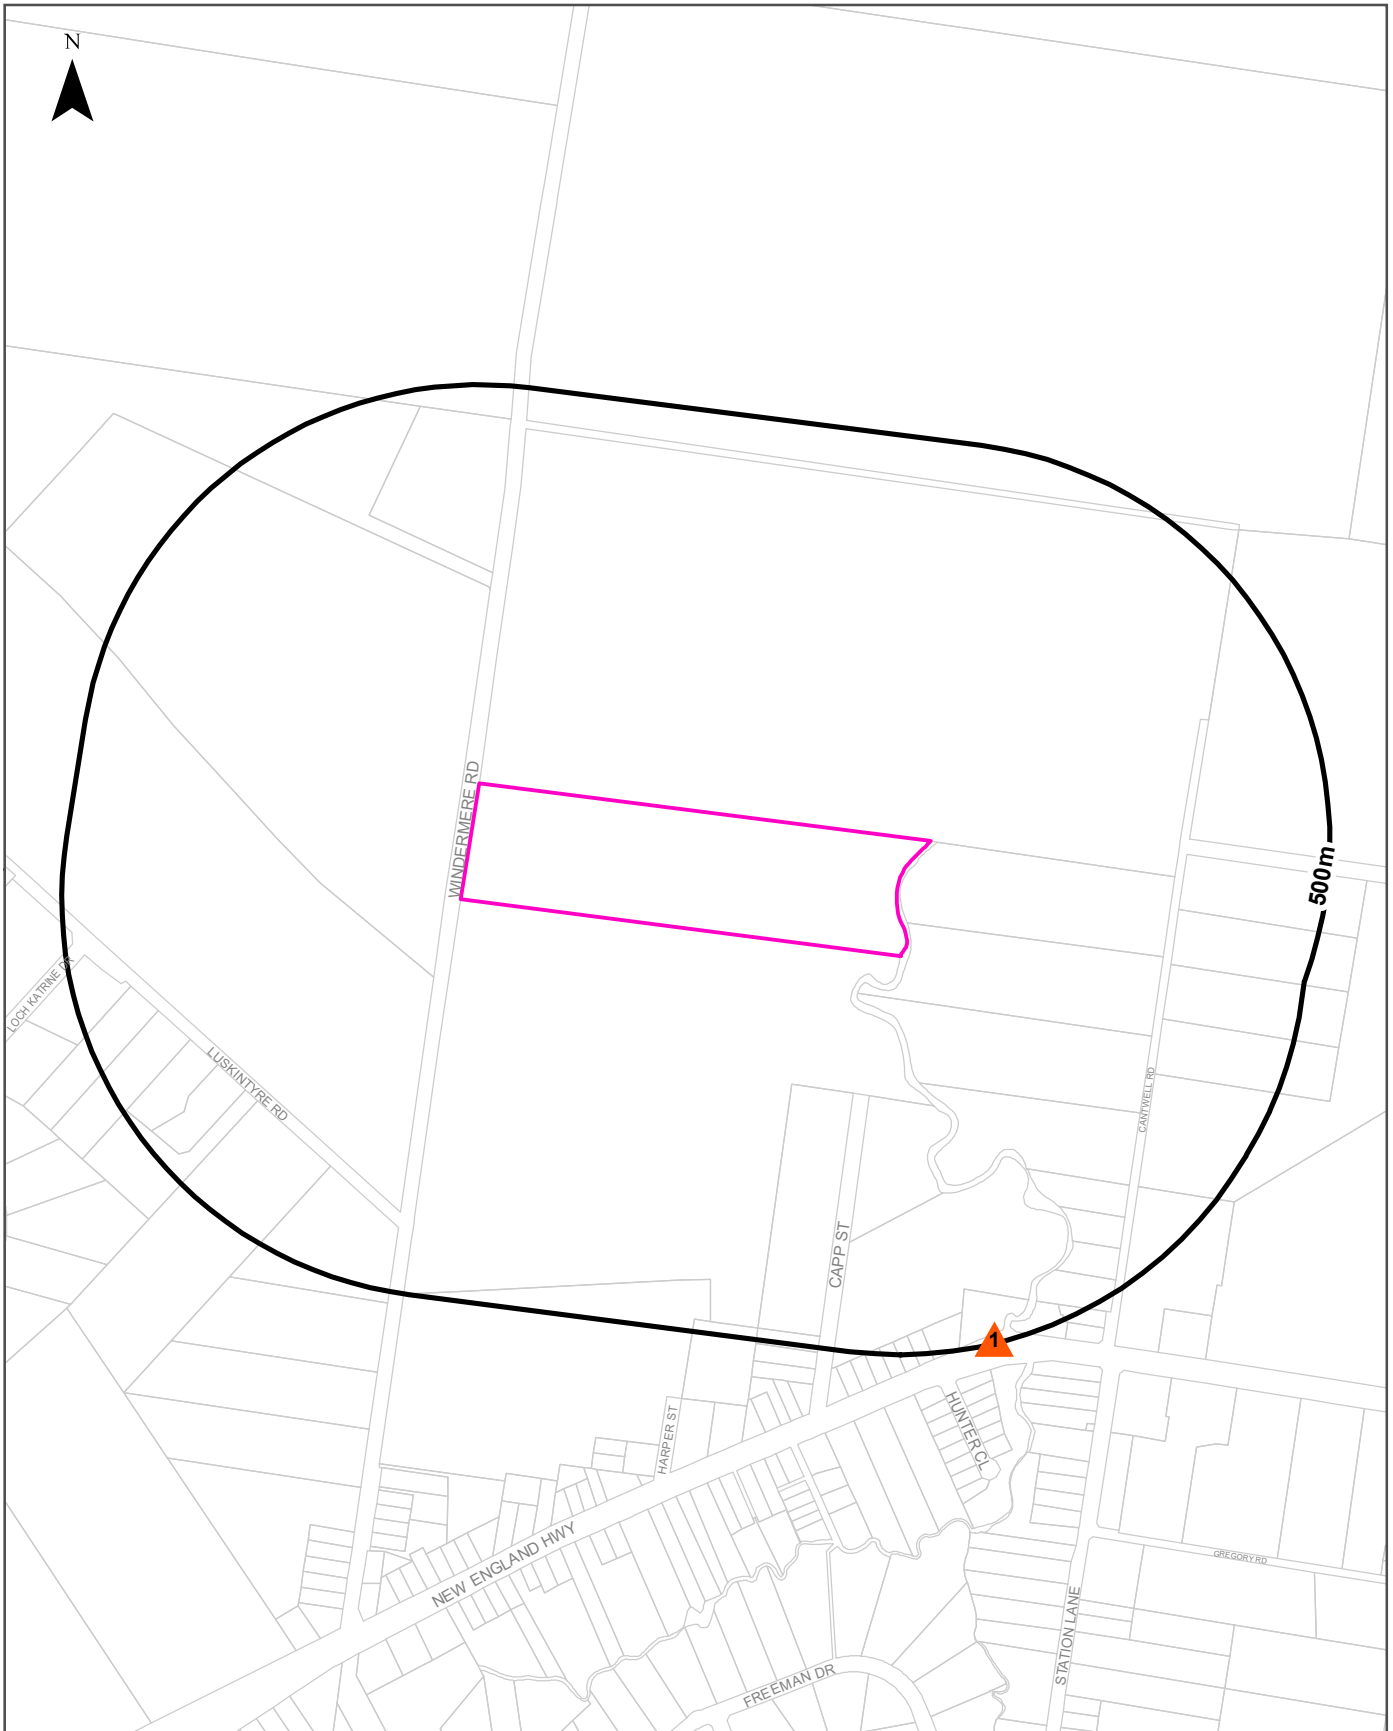 N
WINDERMERE RD
500m
LOCH KATRINE DR
LUSKINTYRE RD
CANTWELL RD
CAPP ST
1
HUNTER CL
HARPER ST
NEW ENGLAND HWY
GREGORY RD
STATION LANE
FREEMAN DR